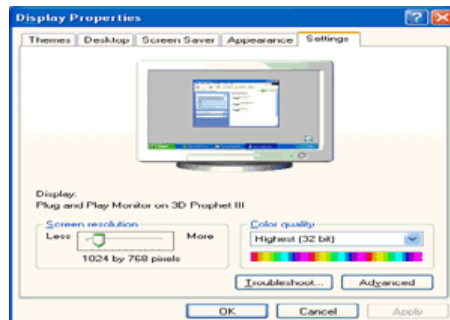 Display Properties
Themes Desktop Screen Saver Appearance Settings
Display:
Plug and Play Monitor on 3D Prophet III
Screen resolution
Less More
1024 by 768 pixels
Color quality
Highest (32 bit)
Troubleshoot... Advanced
OK Cancel Apply